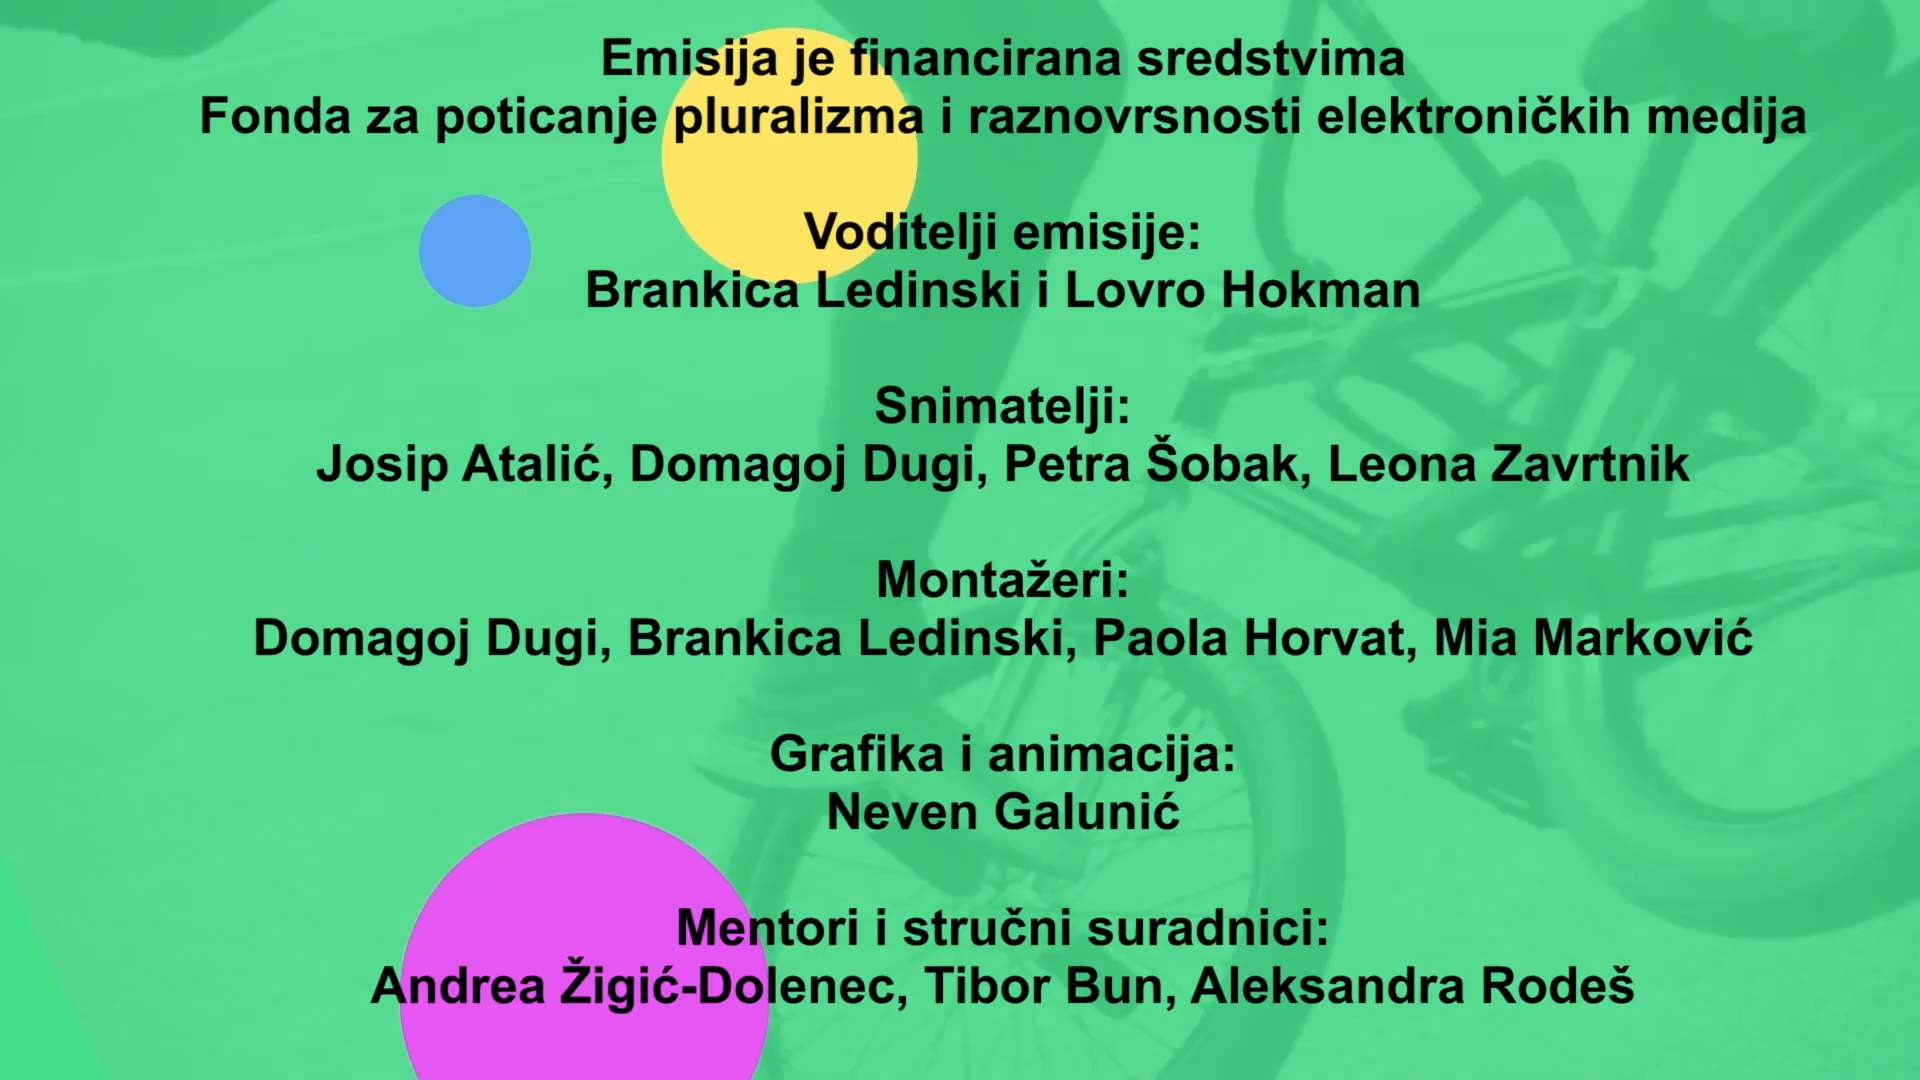 Emisija je financirana sredstvima
Fonda za poticanje pluralizma i raznovrsnosti elektroničkih medija
Voditelji emisije:
Brankica Ledinski i Lovro Hokman
Snimatelji:
Josip Atalić, Domagoj Dugi, Petra Šobak, Leona Zavrtnik
Montažeri:
Domagoj Dugi, Brankica Ledinski, Paola Horvat, Mia Marković
Grafika i animacija:
Neven Galunić
Mentori i stručni suradnici:
Andrea Žigić-Dolenec, Tibor Bun, Aleksandra Rodeš